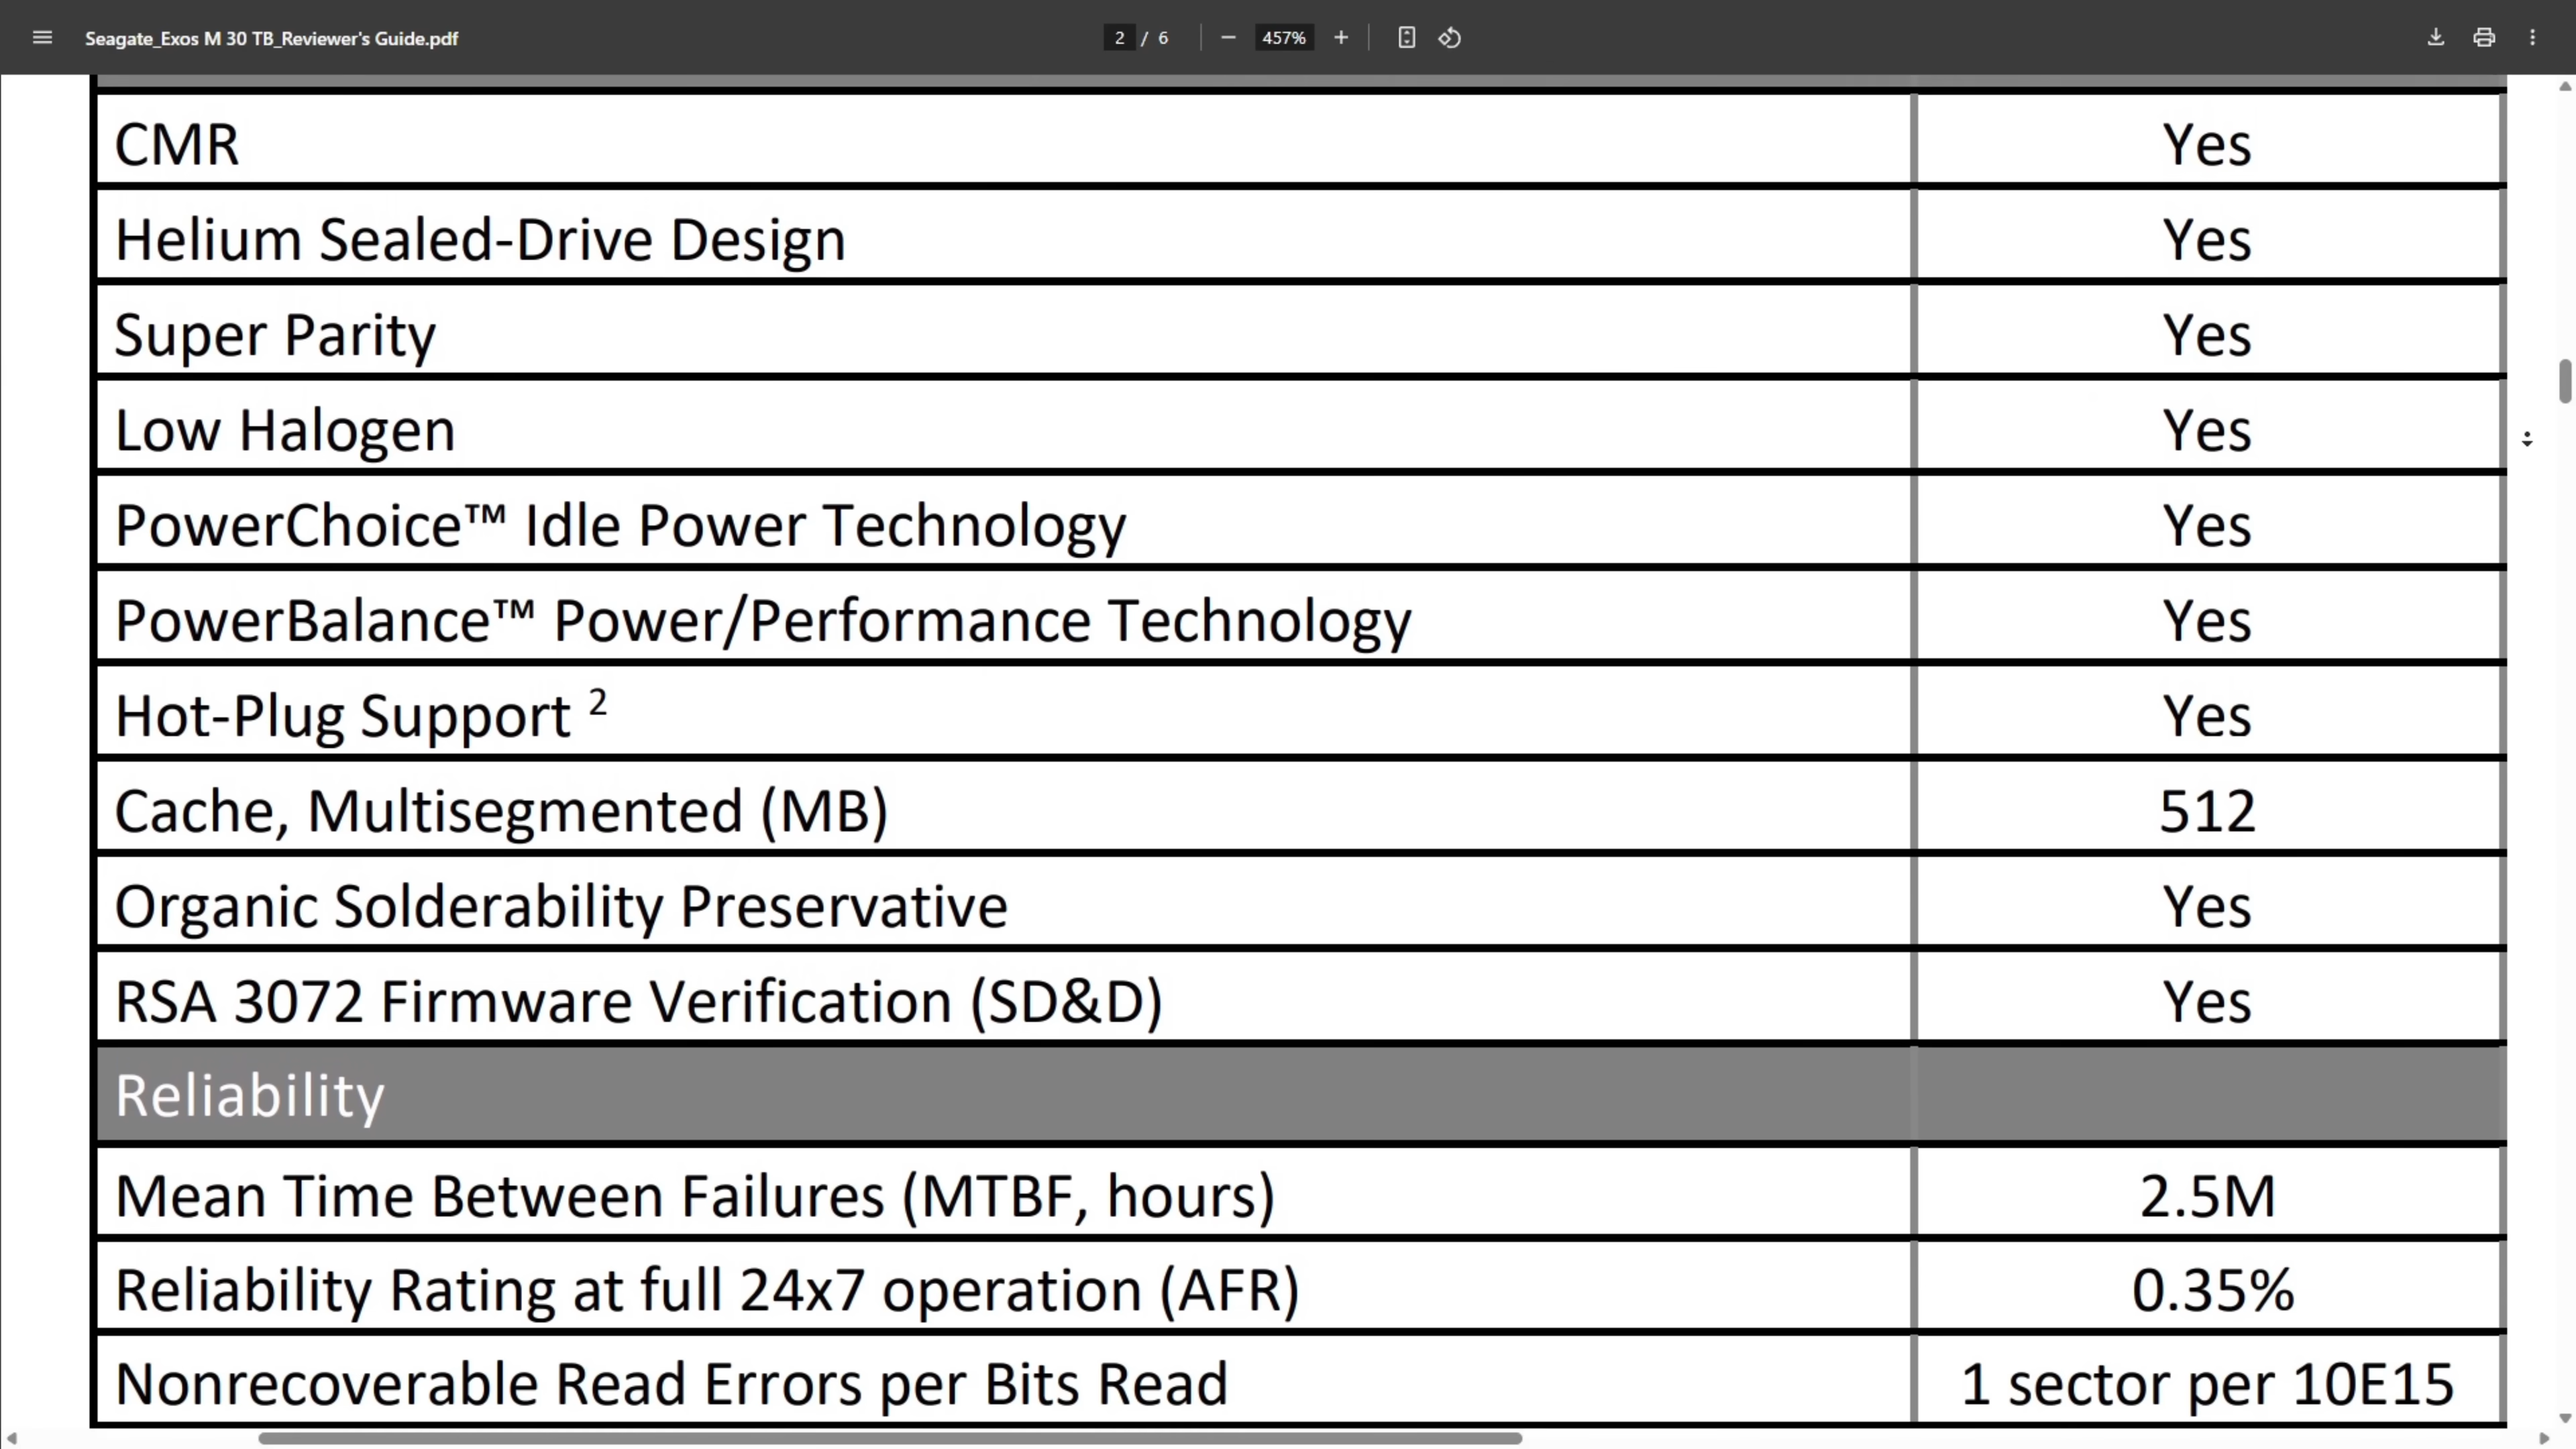 Seagate_Exos M 30 TB_Reviewer's Guide.pdf 2 / 6 457%
CMR Yes
Helium Sealed-Drive Design Yes
Super Parity Yes
Low Halogen Yes
PowerChoice™ Idle Power Technology Yes
PowerBalance™ Power/Performance Technology Yes
Hot-Plug Support ² Yes
Cache, Multisegmented (MB) 512
Organic Solderability Preservative Yes
RSA 3072 Firmware Verification (SD&D) Yes
Reliability
Mean Time Between Failures (MTBF, hours) 2.5M
Reliability Rating at full 24x7 operation (AFR) 0.35%
Nonrecoverable Read Errors per Bits Read 1 sector per 10E15